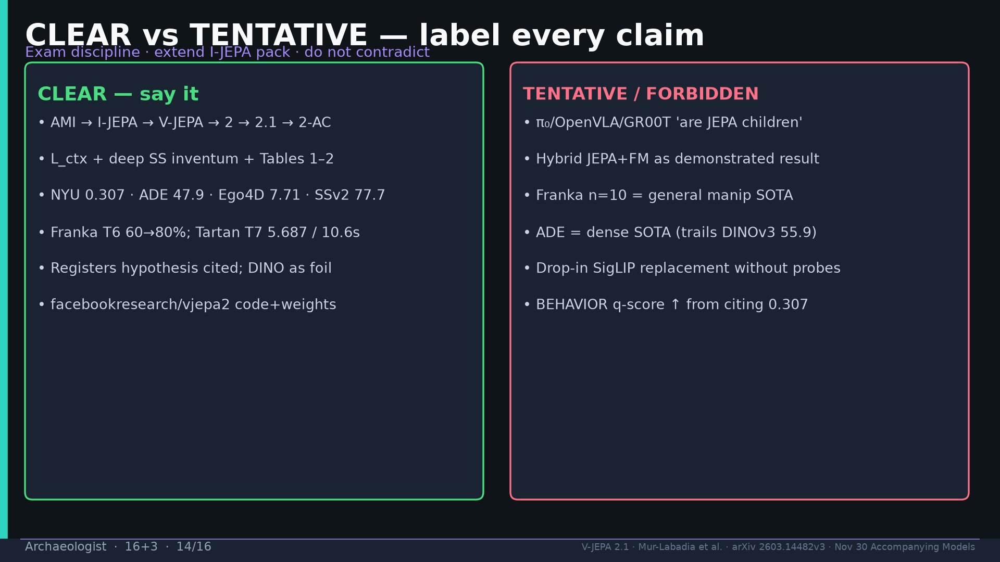 CLEAR vs TENTATIVE — label every claim
Exam discipline · extend I-JEPA pack · do not contradict
CLEAR — say it
• AMI → I-JEPA → V-JEPA → 2 → 2.1 → 2-AC
• L_ctx + deep SS inventum + Tables 1–2
• NYU 0.307 · ADE 47.9 · Ego4D 7.71 · SSv2 77.7
• Franka T6 60→80%; Tartan T7 5.687 / 10.6s
• Registers hypothesis cited; DINO as foil
• facebookresearch/vjepa2 code+weights
TENTATIVE / FORBIDDEN
• π₀/OpenVLA/GR00T 'are JEPA children'
• Hybrid JEPA+FM as demonstrated result
• Franka n=10 = general manip SOTA
• ADE = dense SOTA (trails DINOv3 55.9)
• Drop-in SigLIP replacement without probes
• BEHAVIOR q-score ↑ from citing 0.307
Archaeologist · 16+3 · 14/16
V-JEPA 2.1 · Mur-Labadia et al. · arXiv 2603.14482v3 · Nov 30 Accompanying Models